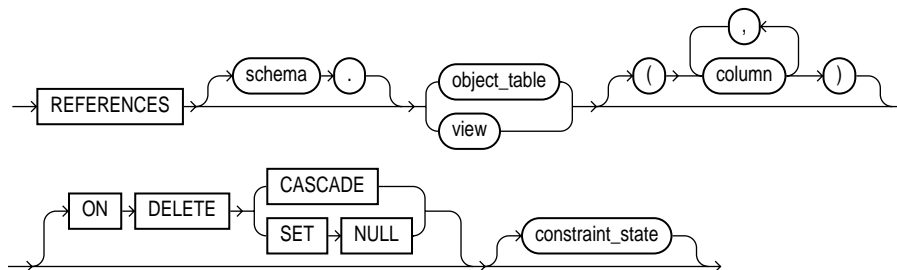 ,
schema . object_table ( column )
REFERENCES
view
CASCADE
ON DELETE
SET NULL constraint_state